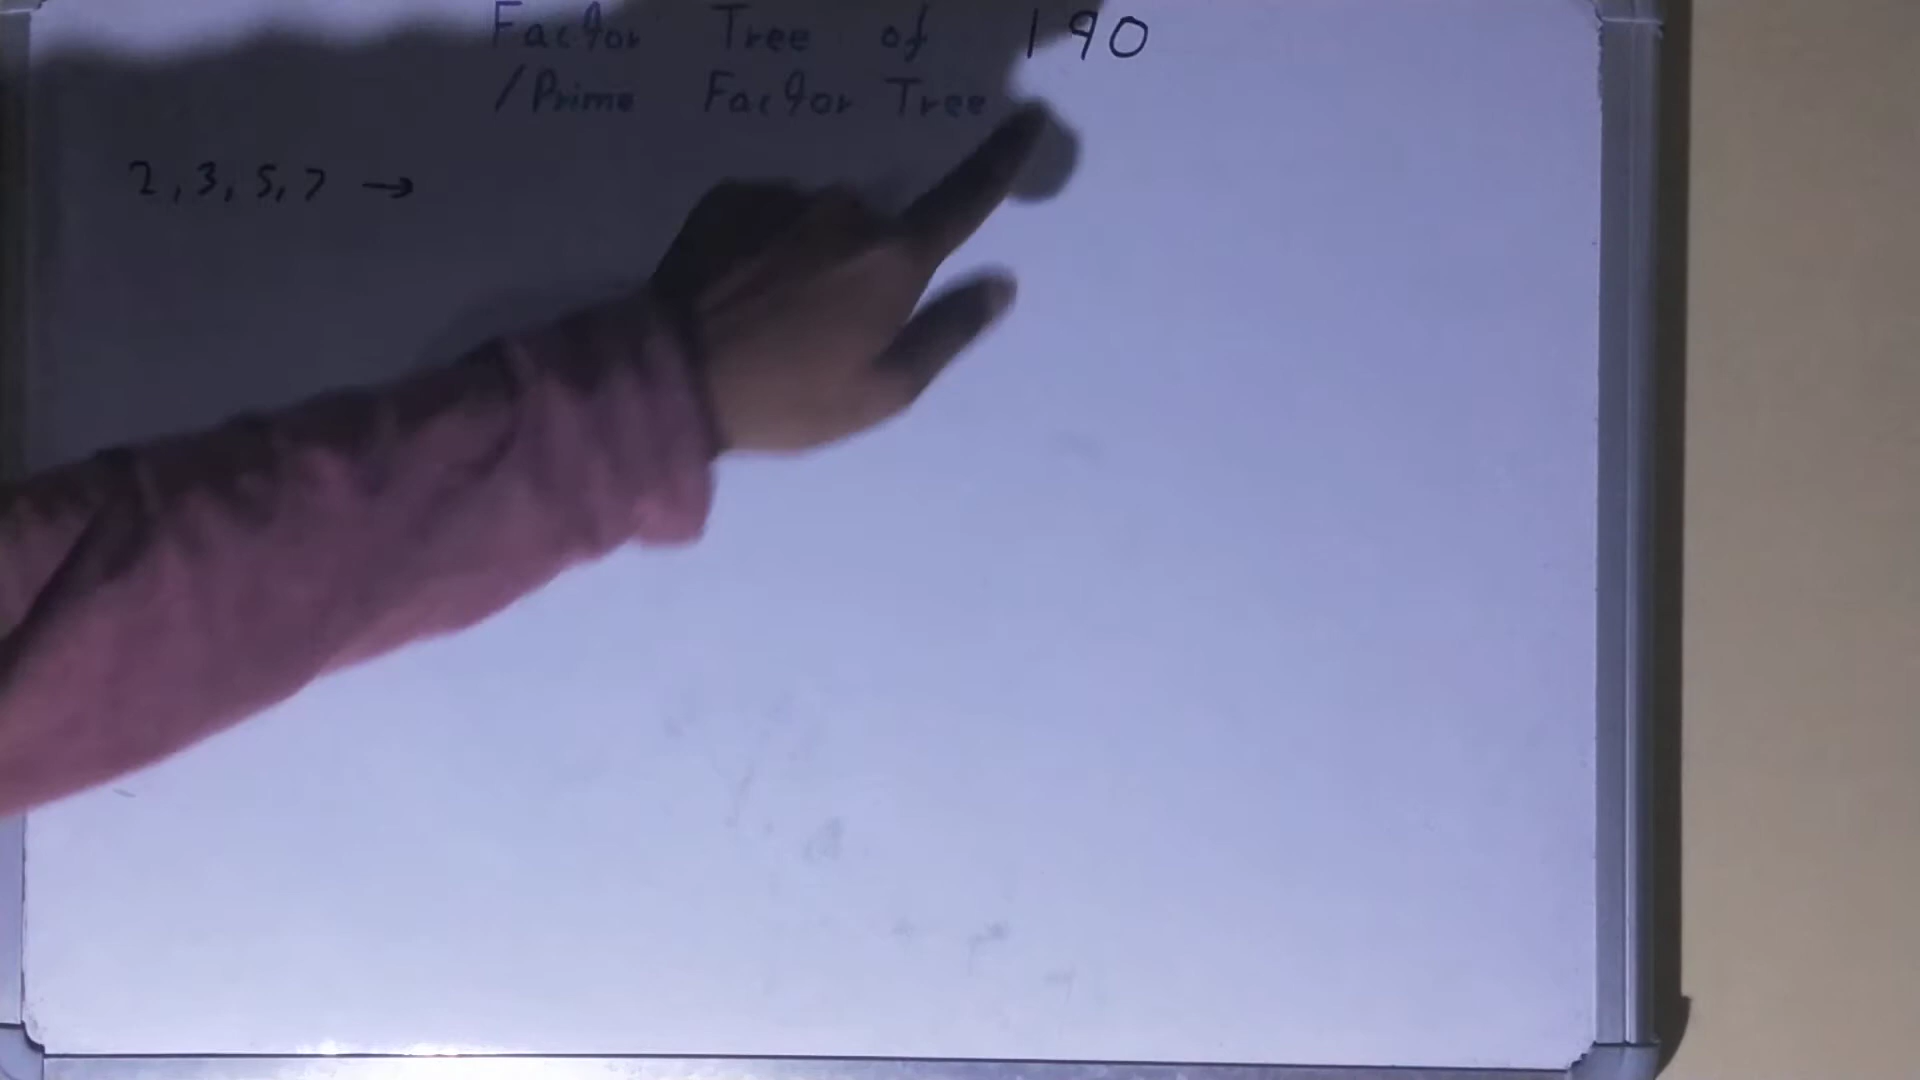 Factor Tree of 190
/Prime Factor Tree
2, 3, 5, 7 →